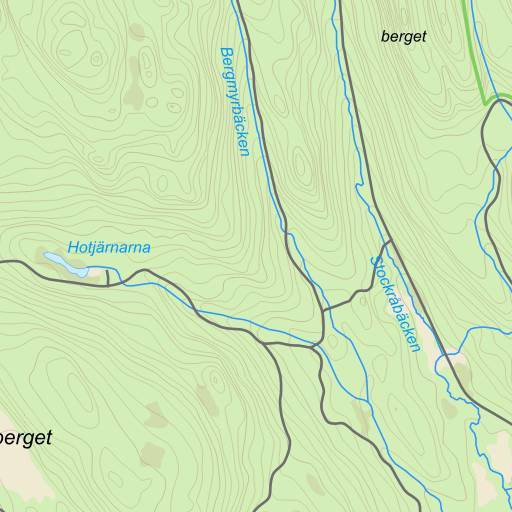 berget
Bergmyrbäcken
Hotjärnarna
Stockråbäcken
berget